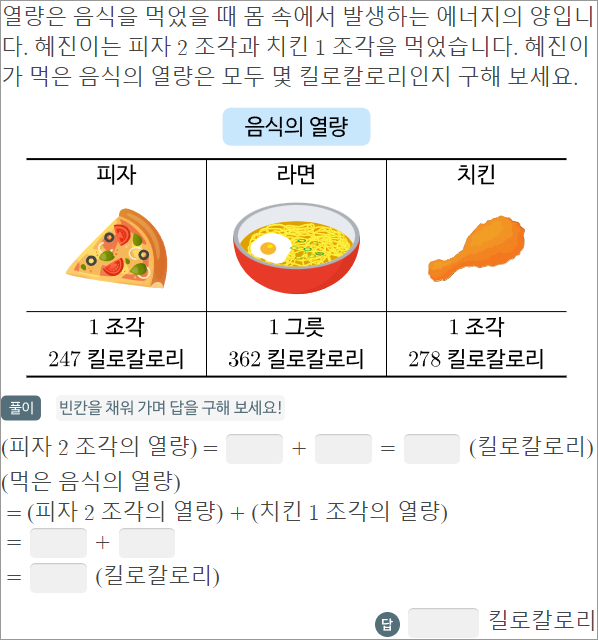 열량은 음식을 먹었을 때 몸 속에서 발생하는 에너지의 양입니
다. 혜진이는 피자 2 조각과 치킨 1 조각을 먹었습니다. 혜진이
가 먹은 음식의 열량은 모두 몇 킬로칼로리인지 구해 보세요.
음식의 열량
피자 라면 치킨
1 조각 1 그릇 1 조각
247 킬로칼로리 362 킬로칼로리 278 킬로칼로리
풀이 빈칸을 채워 가며 답을 구해 보세요!
(피자 2 조각의 열량) = + = (킬로칼로리)
(먹은 음식의 열량)
= (피자 2 조각의 열량) + (치킨 1 조각의 열량)
= +
= (킬로칼로리)
답 킬로칼로리